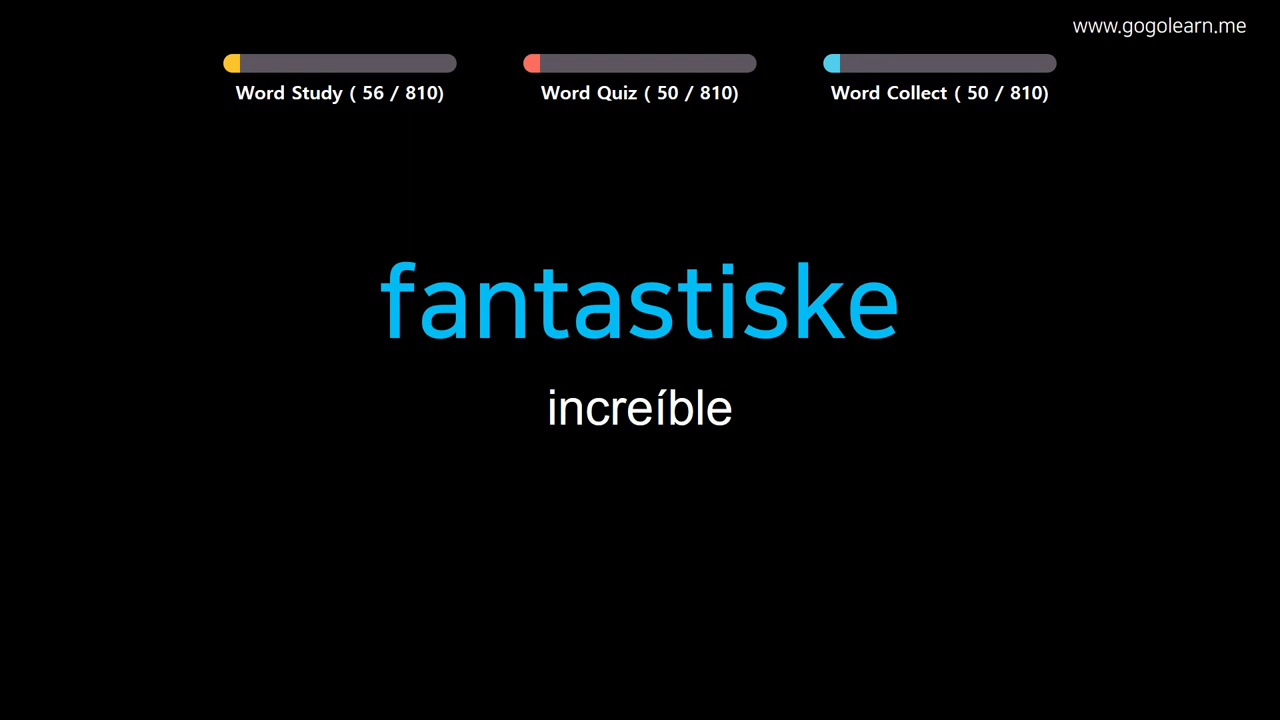 www.gogolearn.me
Word Study ( 56 / 810)
Word Quiz ( 50 / 810)
Word Collect ( 50 / 810)
fantastiske
increíble